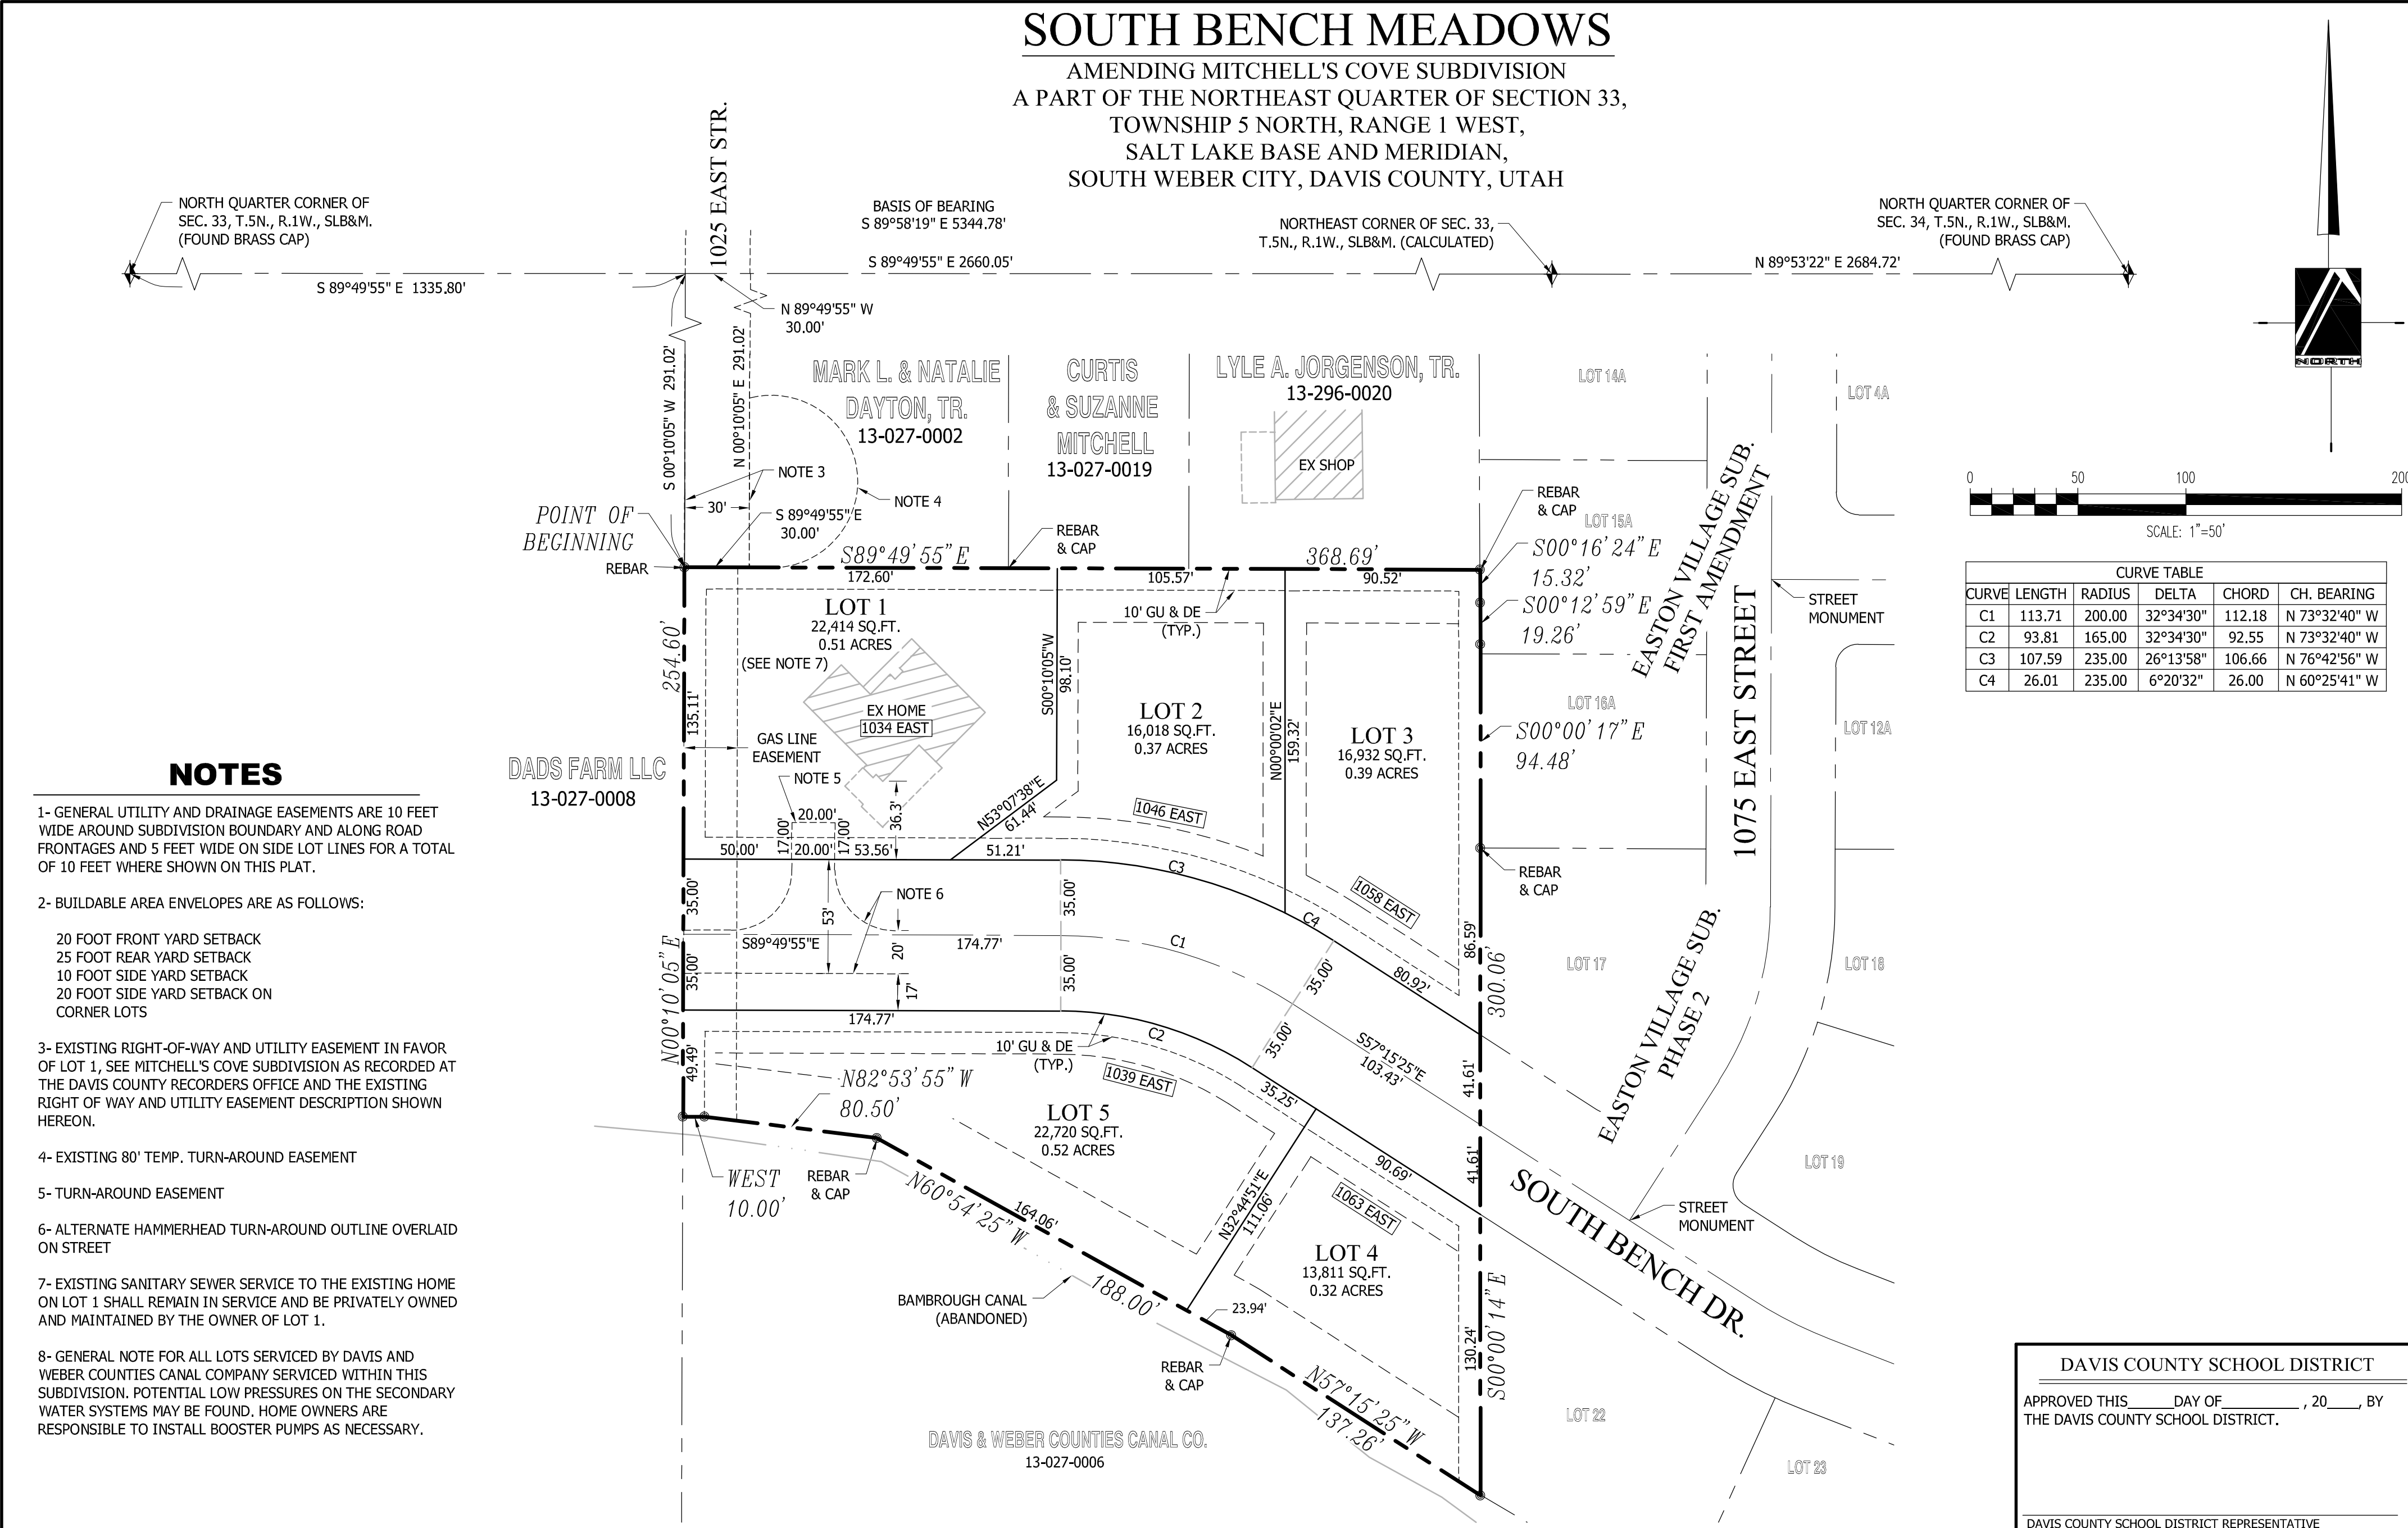 SOUTH BENCH MEADOWS
AMENDING MITCHELL'S COVE SUBDIVISION
A PART OF THE NORTHEAST QUARTER OF SECTION 33,
TOWNSHIP 5 NORTH, RANGE 1 WEST,
SALT LAKE BASE AND MERIDIAN,
SOUTH WEBER CITY, DAVIS COUNTY, UTAH
NORTH QUARTER CORNER OF
SEC. 33, T.5N., R.1W., SLB&M.
(FOUND BRASS CAP)
1025 EAST STR.
BASIS OF BEARING
S 89°58'19" E 5344.78'
NORTHEAST CORNER OF SEC. 33,
T.5N., R.1W., SLB&M. (CALCULATED)
NORTH QUARTER CORNER OF
SEC. 34, T.5N., R.1W., SLB&M.
(FOUND BRASS CAP)
S 89°49'55" E 1335.80'
S 89°49'55" E 2660.05'
N 89°53'22" E 2684.72'
N 89°49'55" W
30.00'
S 00°10'05" W 291.02'
N 00°10'05" E 291.02'
NORTH
MARK L. & NATALIE
DAYTON, TR.
13-027-0002
CURTIS
& SUZANNE
MITCHELL
13-027-0019
LYLE A. JORGENSON, TR.
13-296-0020
EX SHOP
LOT 14A
LOT 4A
NOTE 3
NOTE 4
30'
S 89°49'55" E
30.00'
POINT OF
BEGINNING
REBAR
REBAR
& CAP
REBAR
& CAP
LOT 15A
EASTON VILLAGE SUB.
FIRST AMENDMENT
0 50 100 200
SCALE: 1"=50'
S89°49'55"E
368.69'
172.60'
105.57'
90.52'
S00°16'24"E
15.32'
S00°12'59"E
19.26'
STREET
MONUMENT
1075 EAST STREET
CURVE TABLE
CURVE LENGTH RADIUS DELTA CHORD CH. BEARING
C1 113.71 200.00 32°34'30" 112.18 N 73°32'40" W
C2 93.81 165.00 32°34'30" 92.55 N 73°32'40" W
C3 107.59 235.00 26°13'58" 106.66 N 76°42'56" W
C4 26.01 235.00 6°20'32" 26.00 N 60°25'41" W
LOT 1
22,414 SQ.FT.
0.51 ACRES
(SEE NOTE 7)
10' GU & DE
(TYP.)
254.60'
135.11'
S00°10'05"W
98.10'
EX HOME
1034 EAST
LOT 2
16,018 SQ.FT.
0.37 ACRES
N00°00'02"E
159.32'
LOT 3
16,932 SQ.FT.
0.39 ACRES
LOT 16A
S00°00'17"E
94.48'
LOT 12A
GAS LINE
EASEMENT
NOTE 5
DADS FARM LLC
13-027-0008
36.3'
N53°07'38"E
61.44'
1046 EAST
20.00'
17.00'
17.00'
50.00'
20.00'
53.56'
51.21'
C3
1058 EAST
REBAR
& CAP
NOTE 6
35.00'
35.00'
53'
20'
C4
C1
86.59'
300.06'
S89°49'55"E
174.77'
35.00'
35.00'
17'
35.00'
35.00'
80.92'
LOT 17
LOT 18
EASTON VILLAGE SUB.
PHASE 2
N00°10'05"E
174.77'
49.49'
10' GU & DE
(TYP.)
C2
1039 EAST
S57°15'25"E
103.43'
35.25'
41.61'
41.61'
N82°53'55"W
80.50'
LOT 5
22,720 SQ.FT.
0.52 ACRES
WEST
10.00'
REBAR
& CAP
90.69'
N32°44'51"E
111.06'
1063 EAST
LOT 19
SOUTH BENCH DR.
STREET
MONUMENT
N60°54'25"W
164.06'
188.00'
LOT 4
13,811 SQ.FT.
0.32 ACRES
BAMBROUGH CANAL
(ABANDONED)
23.94'
REBAR
& CAP
130.24'
S00°00'14"E
N57°15'25"W
137.26'
LOT 22
LOT 23
DAVIS & WEBER COUNTIES CANAL CO.
13-027-0006
NOTES
1- GENERAL UTILITY AND DRAINAGE EASEMENTS ARE 10 FEET
WIDE AROUND SUBDIVISION BOUNDARY AND ALONG ROAD
FRONTAGES AND 5 FEET WIDE ON SIDE LOT LINES FOR A TOTAL
OF 10 FEET WHERE SHOWN ON THIS PLAT.
2- BUILDABLE AREA ENVELOPES ARE AS FOLLOWS:
20 FOOT FRONT YARD SETBACK
25 FOOT REAR YARD SETBACK
10 FOOT SIDE YARD SETBACK
20 FOOT SIDE YARD SETBACK ON
CORNER LOTS
3- EXISTING RIGHT-OF-WAY AND UTILITY EASEMENT IN FAVOR
OF LOT 1, SEE MITCHELL'S COVE SUBDIVISION AS RECORDED AT
THE DAVIS COUNTY RECORDERS OFFICE AND THE EXISTING
RIGHT OF WAY AND UTILITY EASEMENT DESCRIPTION SHOWN
HEREON.
4- EXISTING 80' TEMP. TURN-AROUND EASEMENT
5- TURN-AROUND EASEMENT
6- ALTERNATE HAMMERHEAD TURN-AROUND OUTLINE OVERLAID
ON STREET
7- EXISTING SANITARY SEWER SERVICE TO THE EXISTING HOME
ON LOT 1 SHALL REMAIN IN SERVICE AND BE PRIVATELY OWNED
AND MAINTAINED BY THE OWNER OF LOT 1.
8- GENERAL NOTE FOR ALL LOTS SERVICED BY DAVIS AND
WEBER COUNTIES CANAL COMPANY SERVICED WITHIN THIS
SUBDIVISION. POTENTIAL LOW PRESSURES ON THE SECONDARY
WATER SYSTEMS MAY BE FOUND. HOME OWNERS ARE
RESPONSIBLE TO INSTALL BOOSTER PUMPS AS NECESSARY.
DAVIS COUNTY SCHOOL DISTRICT
APPROVED THIS______DAY OF__________ , 20____, BY
THE DAVIS COUNTY SCHOOL DISTRICT.
DAVIS COUNTY SCHOOL DISTRICT REPRESENTATIVE